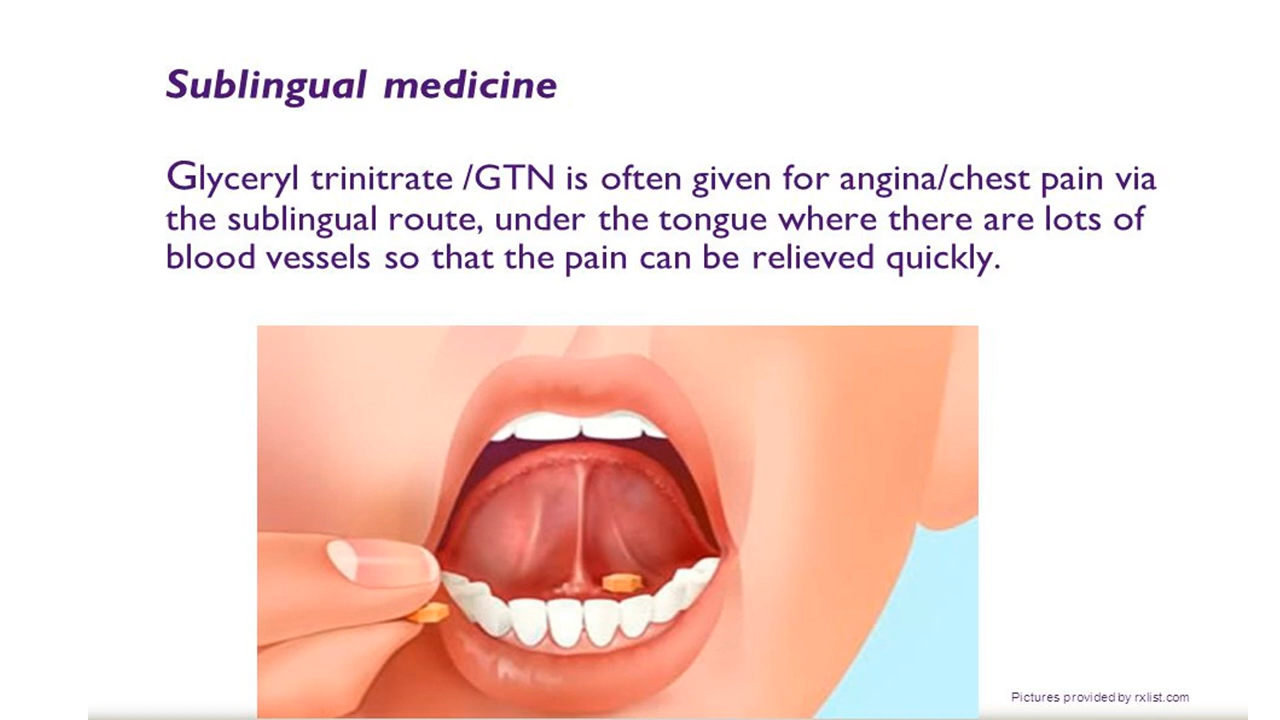 Sublingual medicine
Glyceryl trinitrate /GTN is often given for angina/chest pain via
the sublingual route, under the tongue where there are lots of
blood vessels so that the pain can be relieved quickly.
Pictures provided by rxlist.com